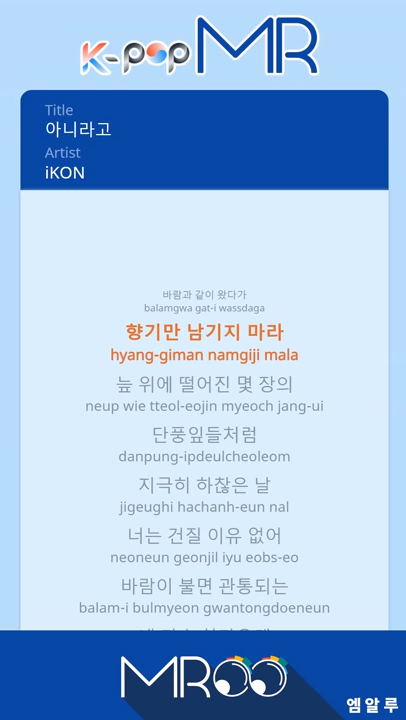 K-pop MR
Title
아니라고
Artist
iKON
바람과 같이 왔다가
balamgwa gat-i wassdaga
향기만 남기지 마라
hyang-giman namgiji mala
늪 위에 떨어진 몇 장의
neup wie tteol-eojin myeoch jang-ui
단풍잎들처럼
danpung-ipdeulcheoleom
지극히 하찮은 날
jigeughi hachanh-eun nal
너는 건질 이유 없어
neoneun geonjil iyu eobs-eo
바람이 불면 관통되는
balam-i bulmyeon gwantongdoeneun
MROO
엠알루